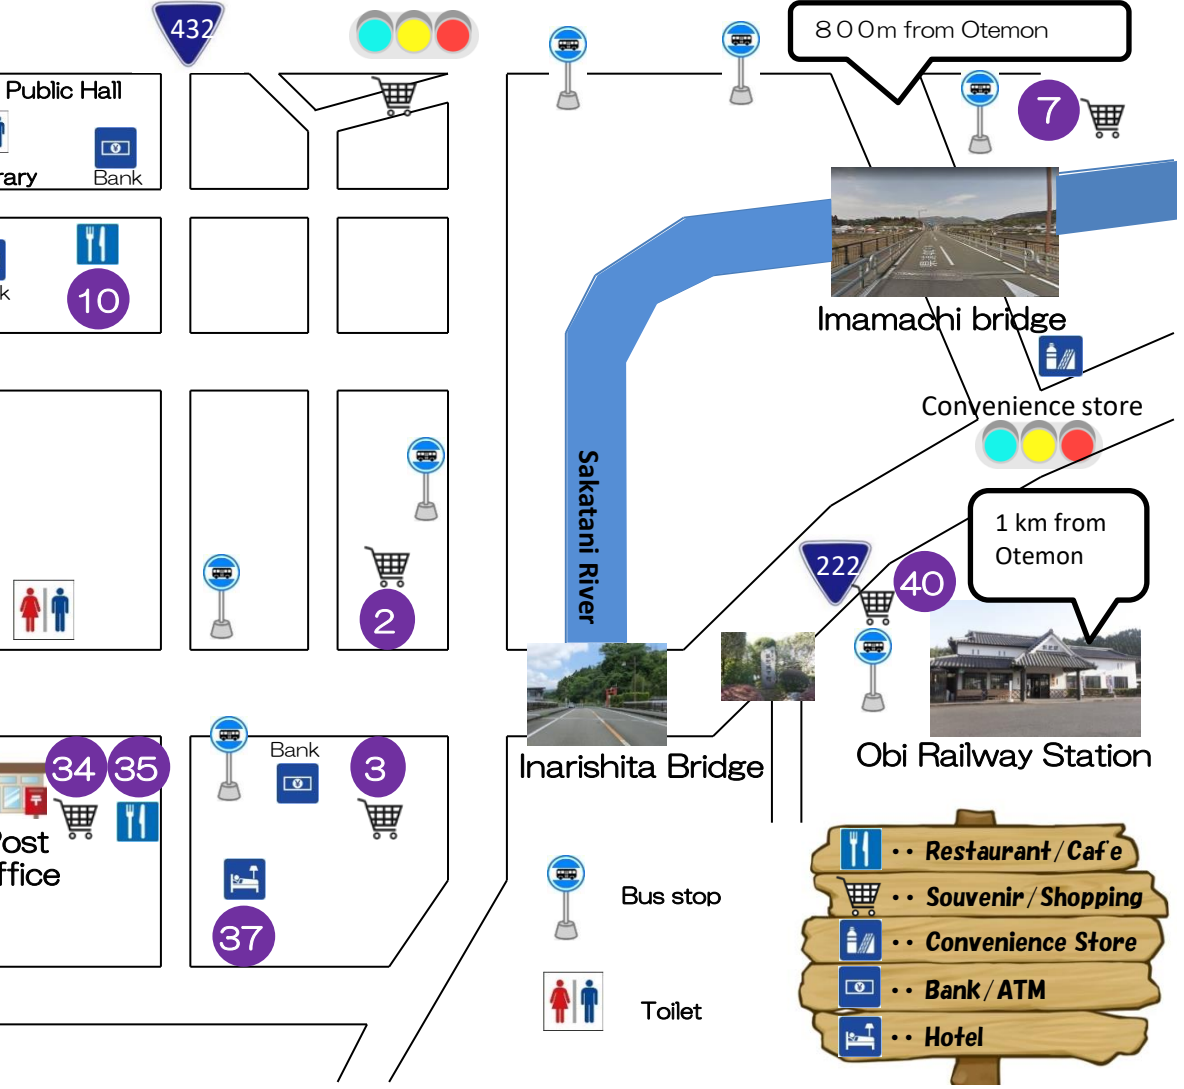 432
８００m from Otemon
Public Hall
7
rary
Bank
10
k
Imamachi bridge
Convenience store
Sakatani River
1 km from
Otemon
222
40
2
Inarishita Bridge
Obi Railway Station
34
35
Bank
3
Post
ffice
37
Bus stop
Toilet
‥ Restaurant/Cafe
‥ Souvenir/Shopping
‥ Convenience Store
‥ Bank/ATM
‥ Hotel